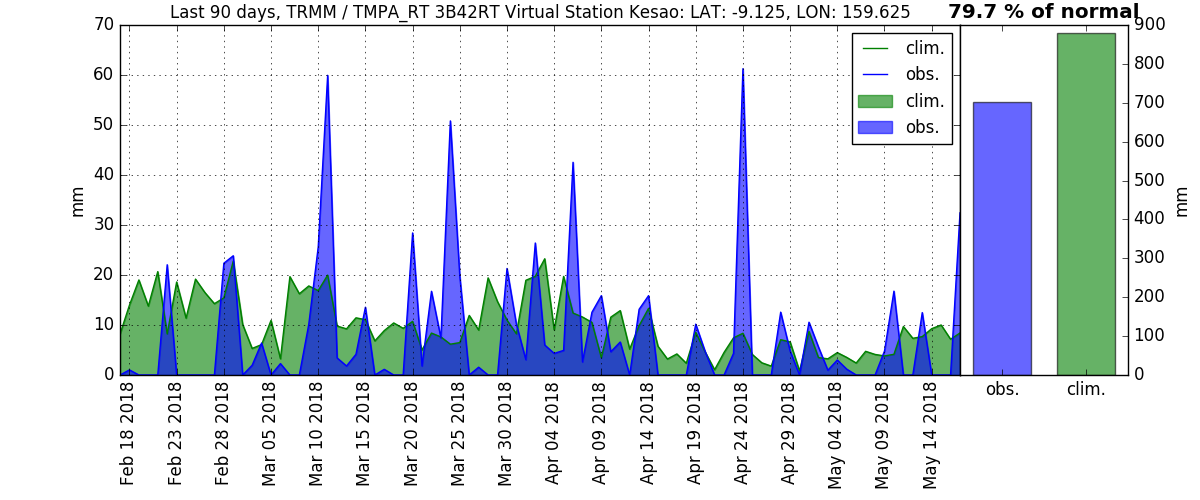 Last 90 days, TRMM / TMPA_RT 3B42RT Virtual Station Kesao: LAT: -9.125, LON: 159.625
79.7 % of normal
mm
70
60
50
40
30
20
10
0
clim.
obs.
clim.
obs.
900
800
700
600
500
400
300
200
100
0
mm
Feb 18 2018
Feb 23 2018
Feb 28 2018
Mar 05 2018
Mar 10 2018
Mar 15 2018
Mar 20 2018
Mar 25 2018
Mar 30 2018
Apr 04 2018
Apr 09 2018
Apr 14 2018
Apr 19 2018
Apr 24 2018
Apr 29 2018
May 04 2018
May 09 2018
May 14 2018
obs.
clim.